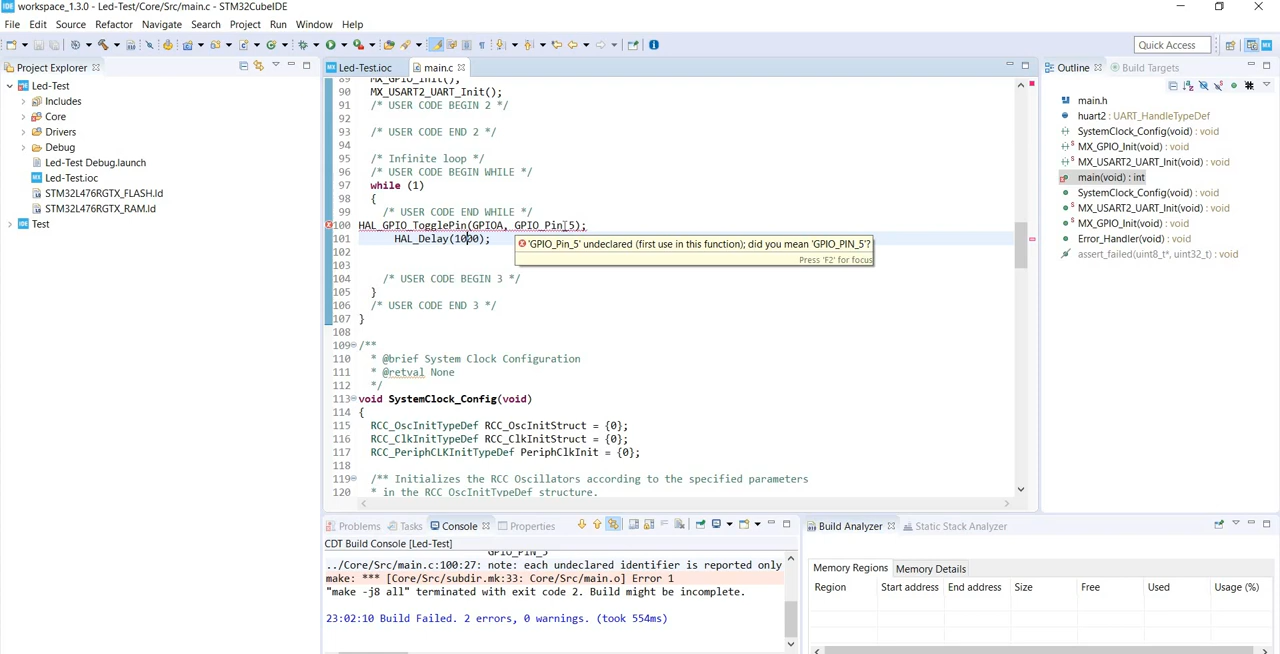 workspace_1.3.0 - Led-Test/Core/Src/main.c - STM32CubeIDE
File Edit Source Refactor Navigate Search Project Run Window Help
Quick Access
Project Explorer
Led-Test
Includes
Core
Drivers
Debug
Led-Test Debug.launch
Led-Test.ioc
STM32L476RGTX_FLASH.ld
STM32L476RGTX_RAM.ld
Test
Led-Test.ioc main.c
89 MX_GPIO_Init();
90 MX_USART2_UART_Init();
91 /* USER CODE BEGIN 2 */
92
93 /* USER CODE END 2 */
94
95 /* Infinite loop */
96 /* USER CODE BEGIN WHILE */
97 while (1)
98 {
99 /* USER CODE END WHILE */
100 HAL_GPIO_TogglePin(GPIOA, GPIO_Pin_5);
101 HAL_Delay(1000);
'GPIO_Pin_5' undeclared (first use in this function); did you mean 'GPIO_PIN_5'?
Press 'F2' for focus
102
103
104 /* USER CODE BEGIN 3 */
105 }
106 /* USER CODE END 3 */
107 }
108
109 /**
110 * @brief System Clock Configuration
111 * @retval None
112 */
113 void SystemClock_Config(void)
114 {
115 RCC_OscInitTypeDef RCC_OscInitStruct = {0};
116 RCC_ClkInitTypeDef RCC_ClkInitStruct = {0};
117 RCC_PeriphCLKInitTypeDef PeriphClkInit = {0};
118
119 /** Initializes the RCC Oscillators according to the specified parameters
120 * in the RCC_OscInitTypeDef structure.
Outline Build Targets
main.h
huart2 : UART_HandleTypeDef
SystemClock_Config(void) : void
MX_GPIO_Init(void) : void
MX_USART2_UART_Init(void) : void
main(void) : int
SystemClock_Config(void) : void
MX_USART2_UART_Init(void) : void
MX_GPIO_Init(void) : void
Error_Handler(void) : void
assert_failed(uint8_t*, uint32_t) : void
Problems Tasks Console Properties
CDT Build Console [Led-Test]
GPIO_PIN_5
../Core/Src/main.c:100:27: note: each undeclared identifier is reported only
make: *** [Core/Src/subdir.mk:33: Core/Src/main.o] Error 1
"make -j8 all" terminated with exit code 2. Build might be incomplete.
23:02:10 Build Failed. 2 errors, 0 warnings. (took 554ms)
Build Analyzer Static Stack Analyzer
Memory Regions Memory Details
Region Start address End address Size Free Used Usage (%)